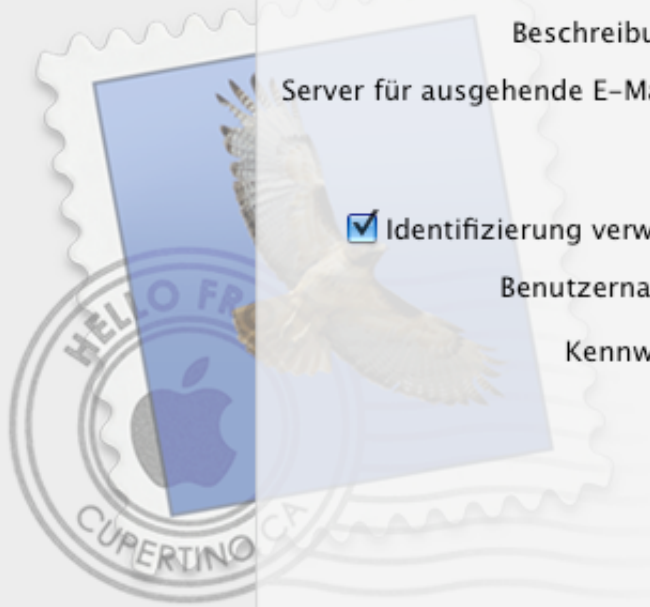 Beschreibu
Server für ausgehende E-Ma
Identifizierung verw
Benutzerna
Kennw
HELLO FR
CUPERTINO CA